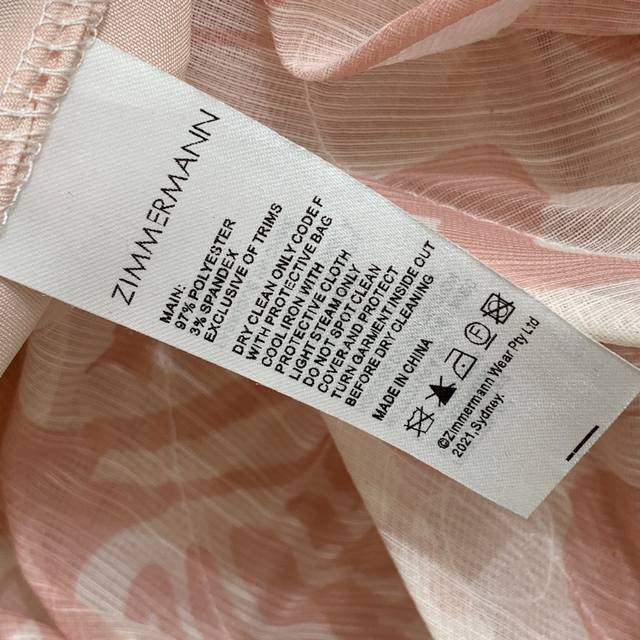 ZIMMERMANN
MAIN:
97% POLYESTER
3% SPANDEX
EXCLUSIVE OF TRIMS
DRY CLEAN ONLY CODE F
WITH PROTECTIVE BAG
COOL IRON WITH
PROTECTIVE CLOTH
LIGHT STEAM ONLY
DO NOT SPOT CLEAN
COVER AND PROTECT
TURN GARMENT INSIDE OUT
BEFORE DRY CLEANING
MADE IN CHINA
©Zimmermann Wear Pty Ltd
2021,Sydney,